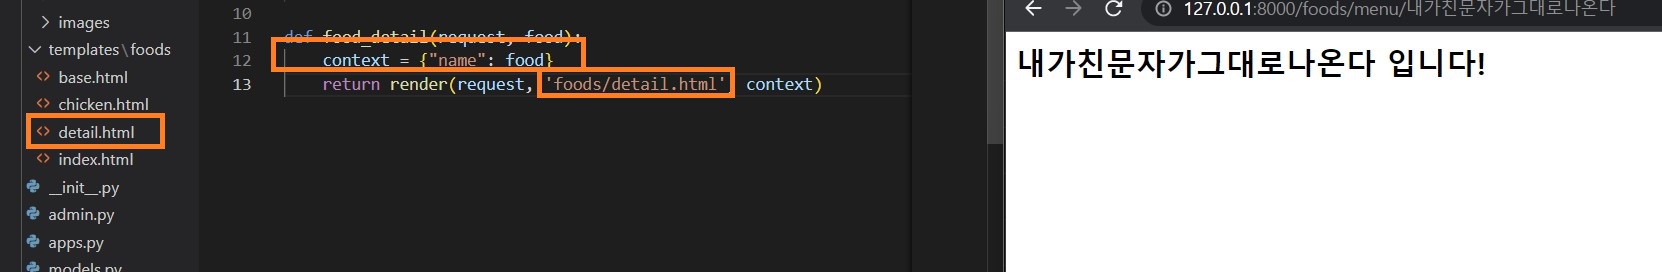 images
templates\foods
base.html
chicken.html
detail.html
index.html
__init__.py
admin.py
apps.py
models.py
10
11 def food_detail(request, food):
12 context = {"name": food}
13 return render(request, 'foods/detail.html', context)
127.0.0.1:8000/foods/menu/내가친문자가그대로나온다
내가친문자가그대로나온다 입니다!